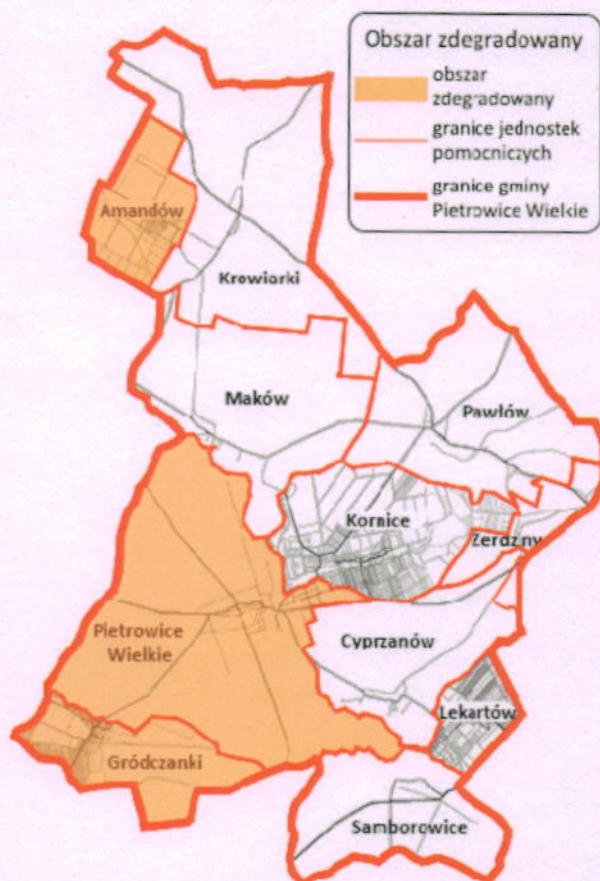 Obszar zdegradowany
obszar
zdegradowany
granice jednostek
pomocniczych
granice gminy
Pietrowice Wielkie
Amandów
Krowiarki
Maków
Pawłów
Kornice
Żerdziny
Pietrowice
Wielkie
Cyprzanów
Lekartów
Gródczanki
Samborowice